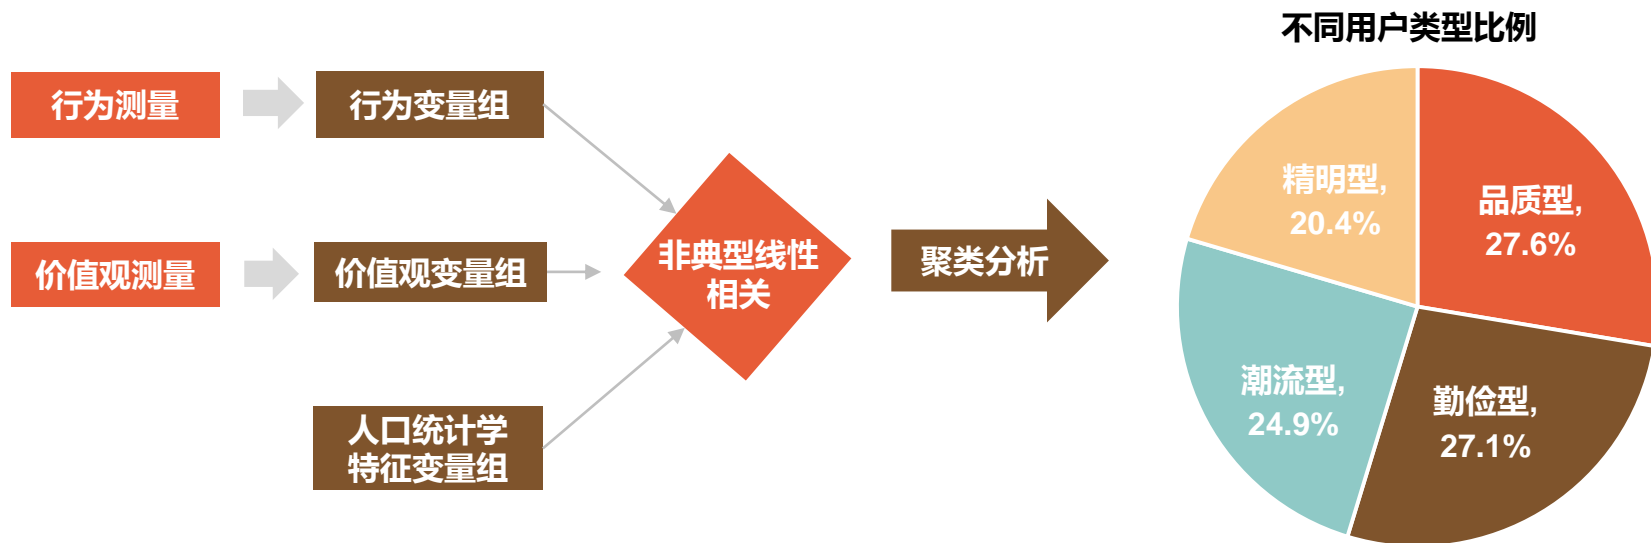 不同用户类型比例
行为测量
行为变量组
价值观测量
价值观变量组
人口统计学
特征变量组
非典型线性
相关
聚类分析
精明型,
20.4%
品质型,
27.6%
潮流型,
24.9%
勤俭型,
27.1%